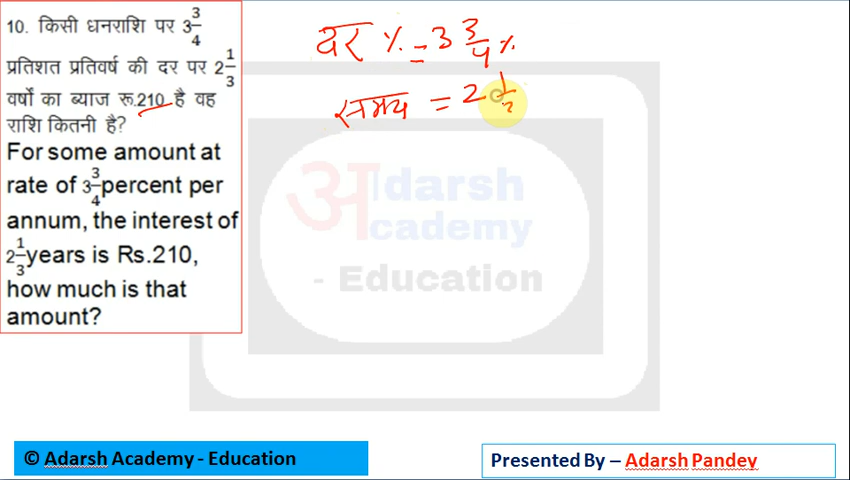 10. किसी धनराशि पर 3 3/4
प्रतिशत प्रतिवर्ष की दर पर 2 1/3
वर्षो का ब्याज रू.210 है वह
राशि कितनी है?
For some amount at
rate of 3 3/4 percent per
annum, the interest of
2 1/3 years is Rs.210,
how much is that
amount?
दर % = 3 3/4 %
समय = 2 1/3
अ
Adarsh
Academy
- Education
© Adarsh Academy - Education
Presented By – Adarsh Pandey